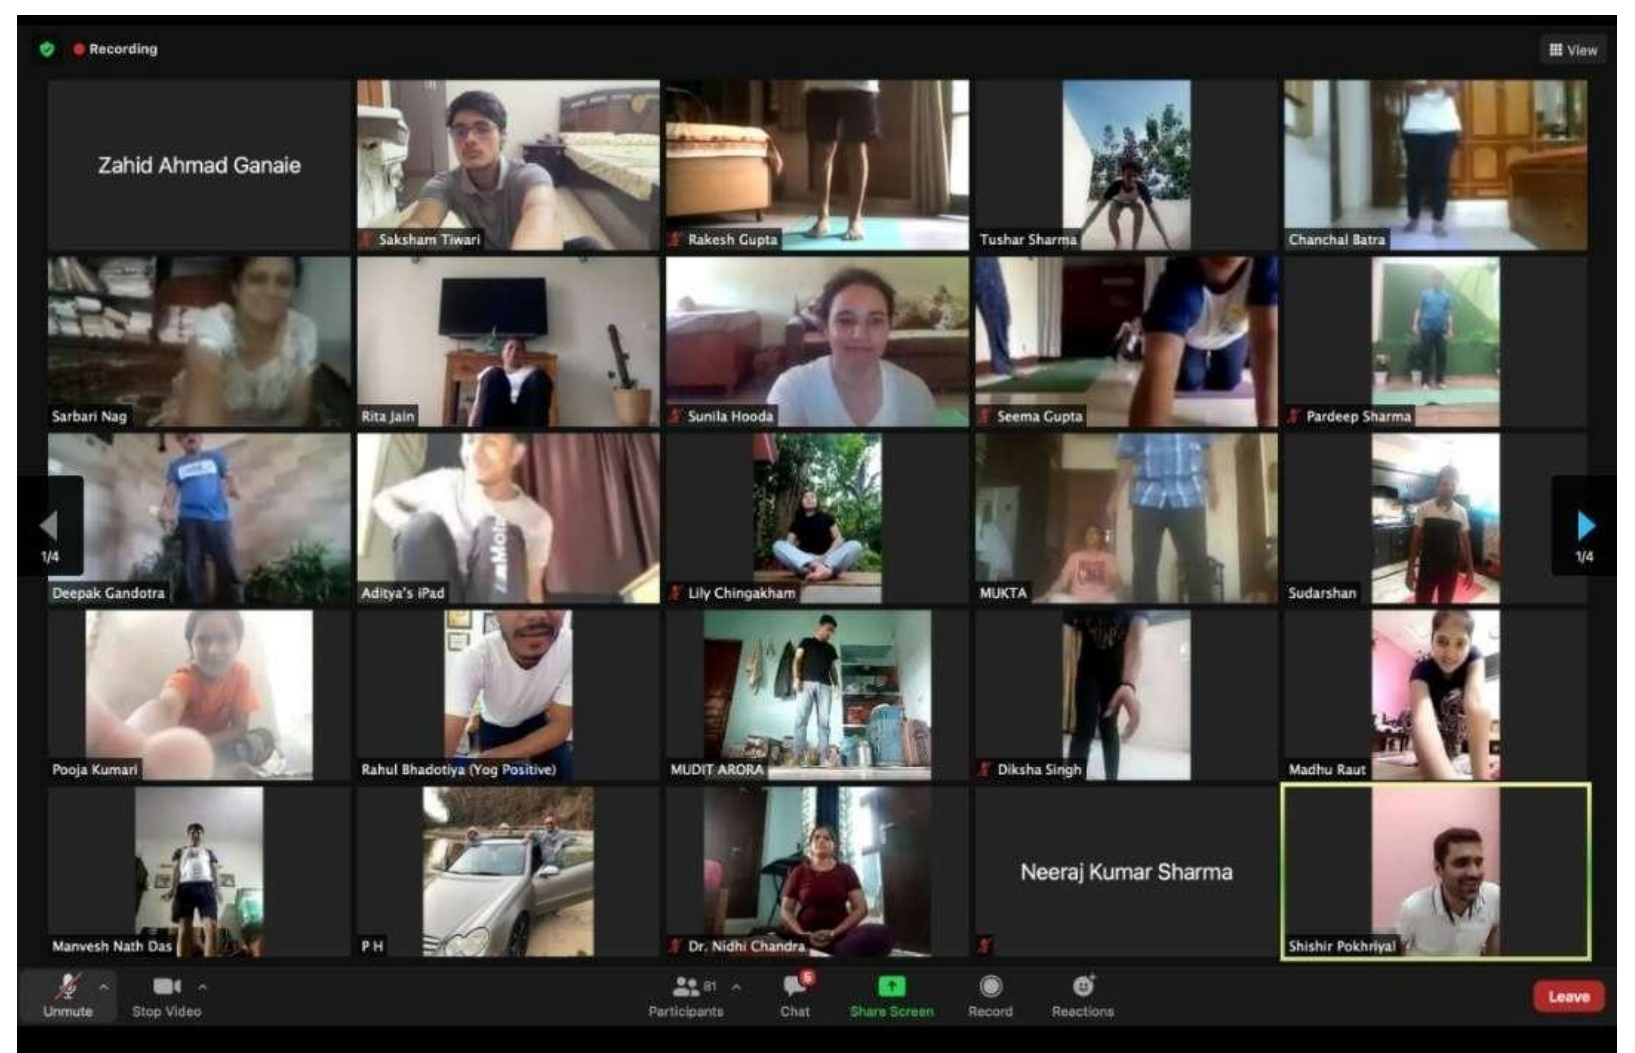 Recording
View
Zahid Ahmad Ganaie
Saksham Tiwari
Rakesh Gupta
Tushar Sharma
Chanchal Batra
Sarbari Nag
Rita Jain
Sunila Hooda
Seema Gupta
Pardeep Sharma
1/4
1/4
Deepak Gandotra
Aditya's iPad
Lily Chingakham
MUKTA
Sudarshan
Pooja Kumari
Rahul Bhadotiya (Yog Positive)
MUDIT ARORA
Diksha Singh
Madhu Raut
Manvesh Nath Das
P H
Dr. Nidhi Chandra
Neeraj Kumar Sharma
Shishir Pokhriyal
Unmute
Stop Video
81
Participants
5
Chat
Share Screen
Record
Reactions
Leave